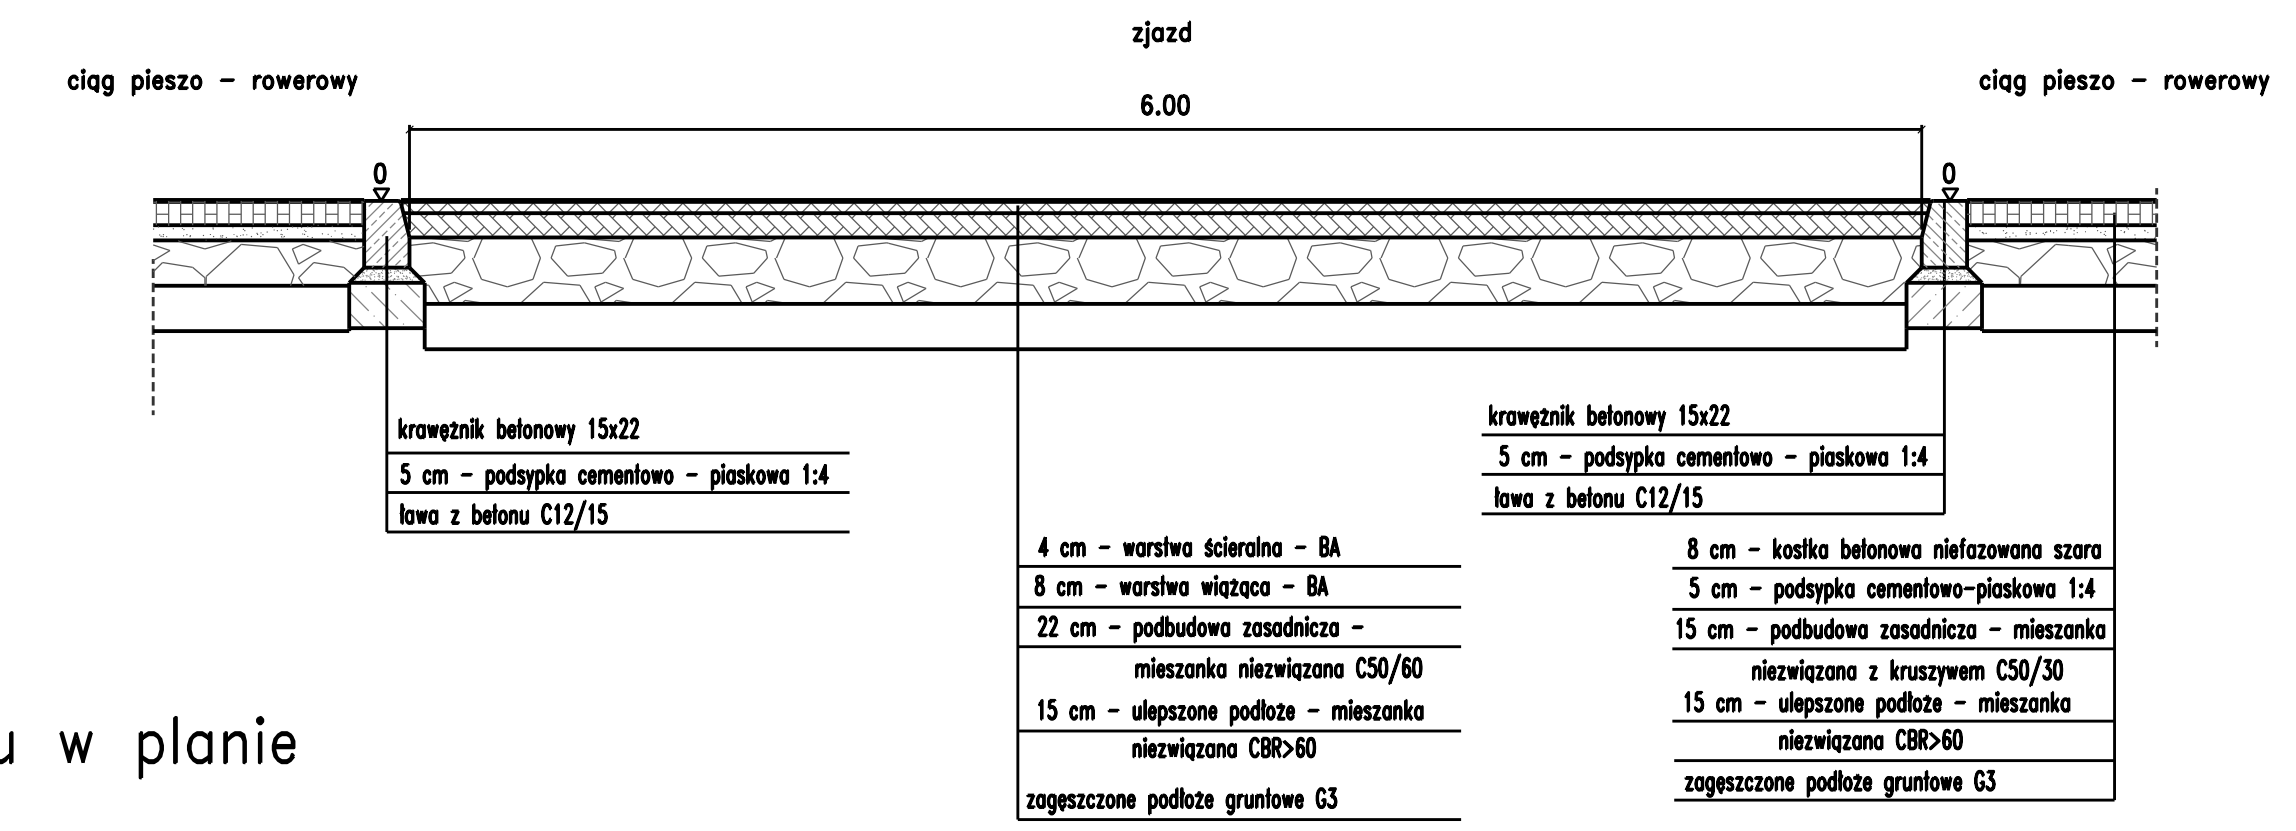 zjazd
ciąg pieszo – rowerowy
ciąg pieszo – rowerowy
6.00
0
0
krawężnik betonowy 15x22
5 cm – podsypka cementowo – piaskowa 1:4
ława z betonu C12/15
krawężnik betonowy 15x22
5 cm – podsypka cementowo – piaskowa 1:4
ława z betonu C12/15
4 cm – warstwa ścieralna – BA
8 cm – warstwa wiążąca – BA
22 cm – podbudowa zasadnicza –
mieszanka niezwiązana C50/60
15 cm – ulepszone podłoże – mieszanka
niezwiązana CBR>60
zagęszczone podłoże gruntowe G3
8 cm – kostka betonowa niefazowana szara
5 cm – podsypka cementowo–piaskowa 1:4
15 cm – podbudowa zasadnicza – mieszanka
niezwiązana z kruszywem C50/30
15 cm – ulepszone podłoże – mieszanka
niezwiązana CBR>60
zagęszczone podłoże gruntowe G3
u w planie